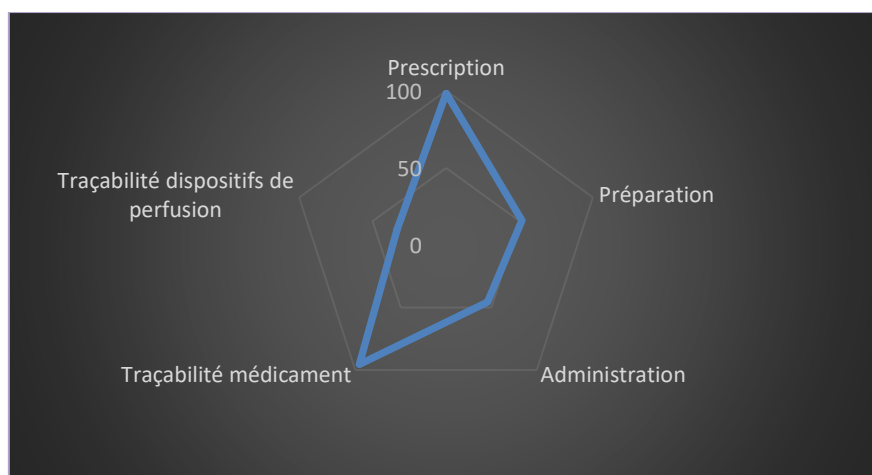 Prescription
100
50
0
Préparation
Administration
Traçabilité médicament
Traçabilité dispositifs de
perfusion